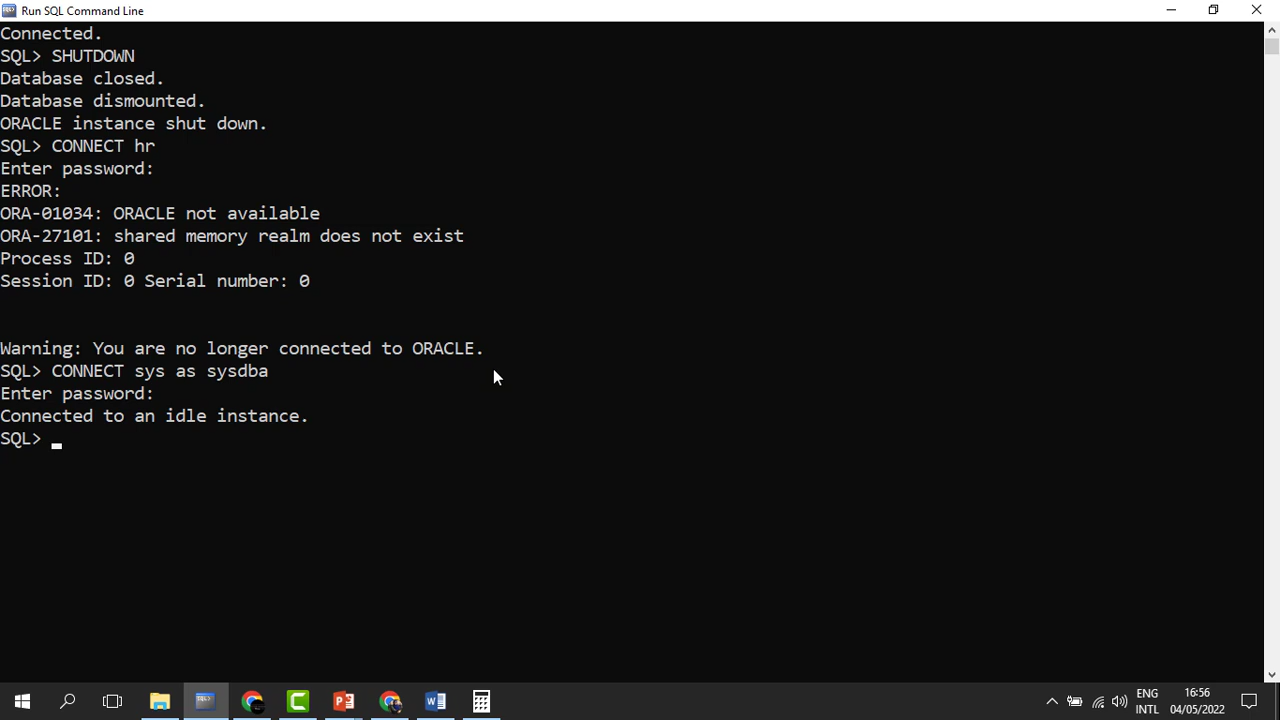 Run SQL Command Line
Connected.
SQL> SHUTDOWN
Database closed.
Database dismounted.
ORACLE instance shut down.
SQL> CONNECT hr
Enter password:
ERROR:
ORA-01034: ORACLE not available
ORA-27101: shared memory realm does not exist
Process ID: 0
Session ID: 0 Serial number: 0
Warning: You are no longer connected to ORACLE.
SQL> CONNECT sys as sysdba
Enter password:
Connected to an idle instance.
SQL>
ENG
INTL
16:56
04/05/2022